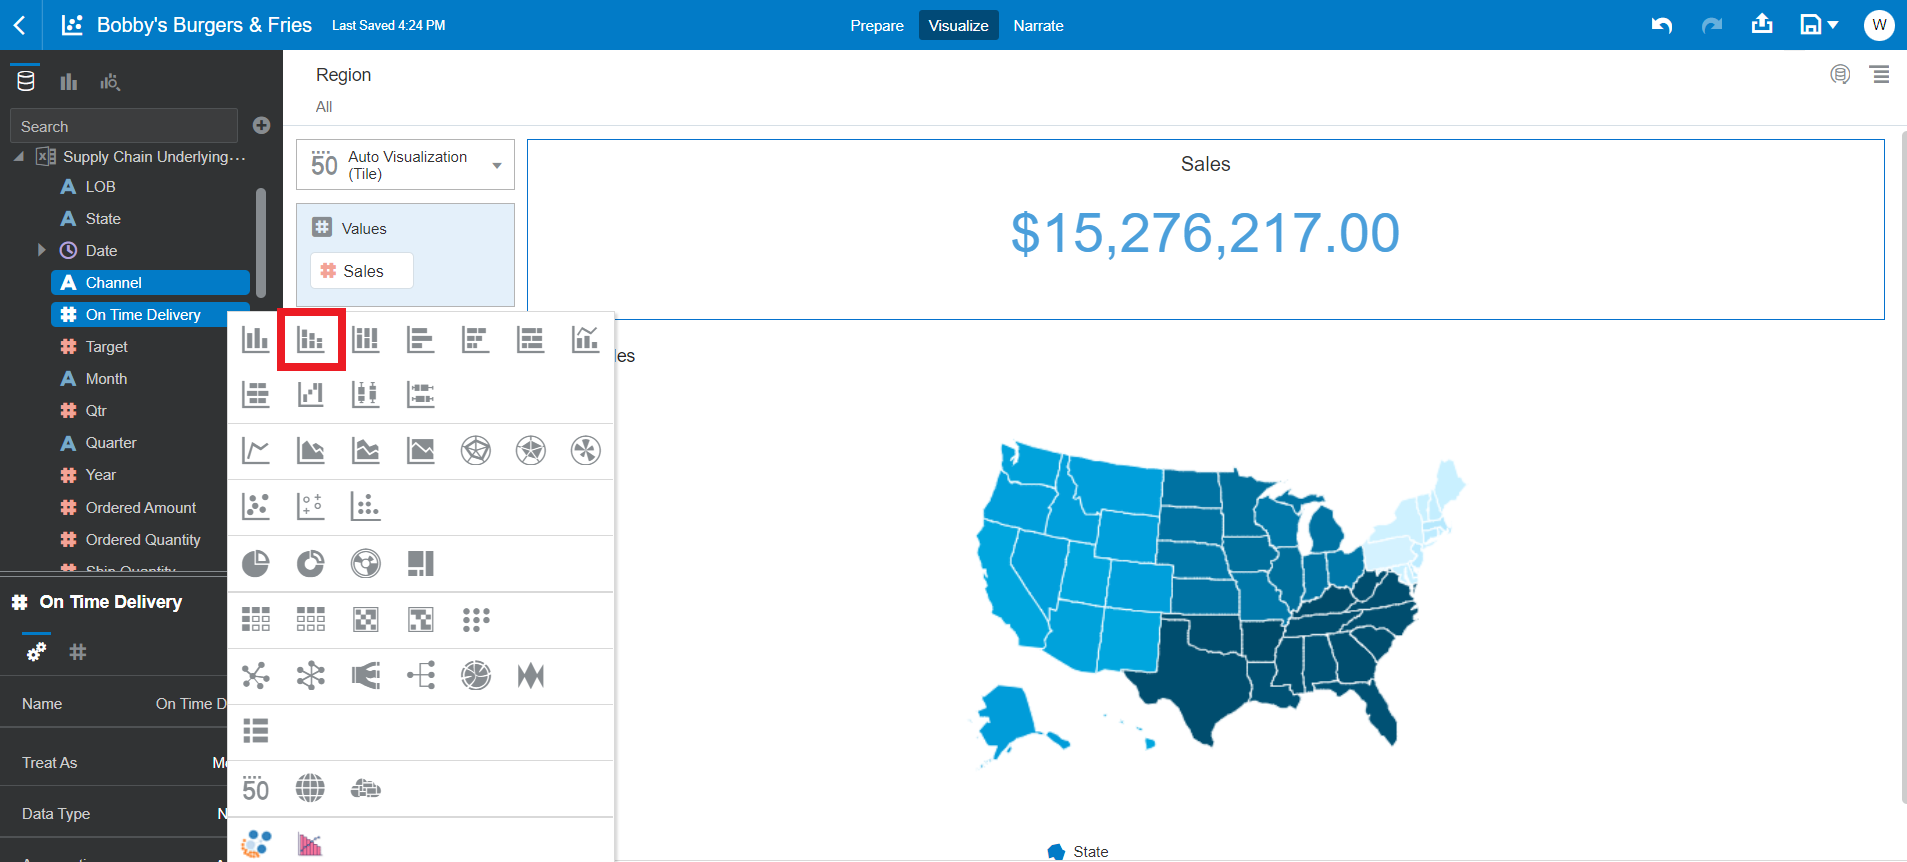 Bobby's Burgers & Fries Last Saved 4:24 PM Prepare Visualize Narrate W
Region
All
Search
Supply Chain Underlying...
LOB
State
Date
Channel
On Time Delivery
Target
Month
Qtr
Quarter
Year
Ordered Amount
Ordered Quantity
Ship Quantity
On Time Delivery
Name On Time D
Treat As
Data Type N
50 Auto Visualization
(Tile)
Values
Sales
Sales
$15,276,217.00
les
50
State